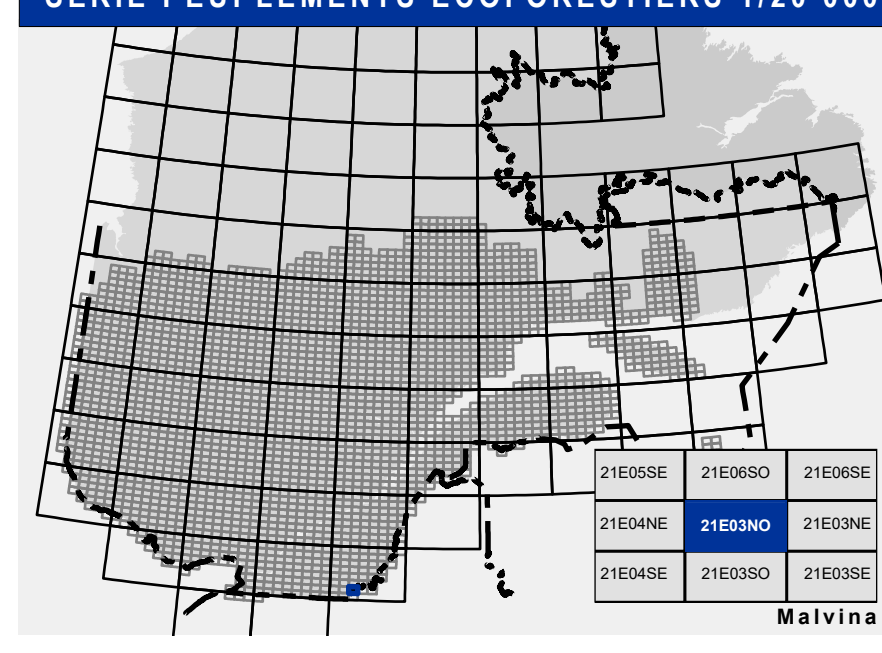 SÉRIE PEUPLEMENTS ÉCOFORESTIERS 1/20 000
21E05SE 21E06SO 21E06SE
21E04NE 21E03NO 21E03NE
21E04SE 21E03SO 21E03SE
Malvina